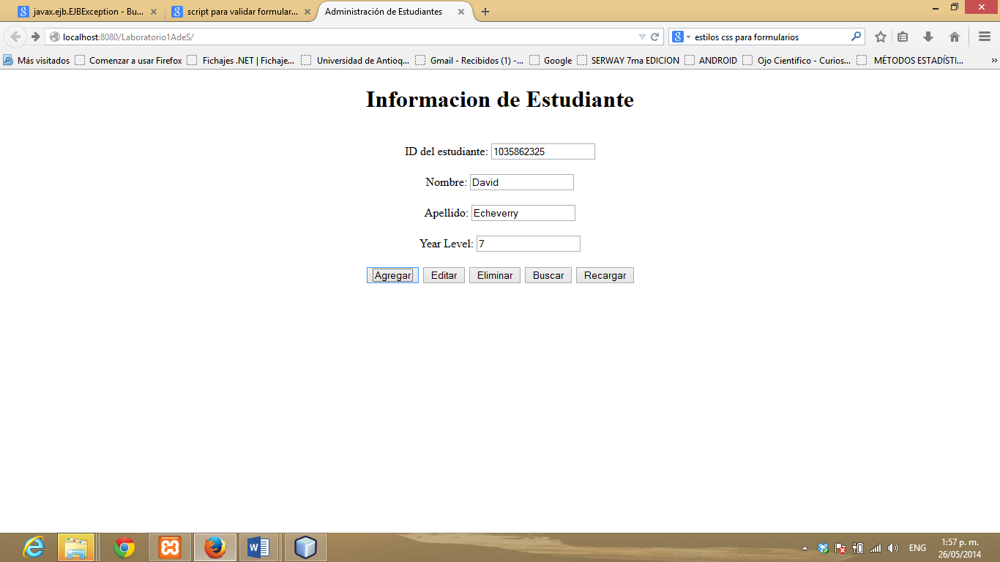 javax.ejb.EJBException - Bu...
script para validar formular...
Administración de Estudiantes
localhost:8080/Laboratorio1AdeS/
estilos css para formularios
Más visitados
Comenzar a usar Firefox
Fichajes .NET | Fichaje...
Universidad de Antioq...
Gmail - Recibidos (1) -...
Google
SERWAY 7ma EDICION
ANDROID
Ojo Cientifico - Curios...
MÉTODOS ESTADÍSTI...
Informacion de Estudiante
ID del estudiante: 1035862325
Nombre: David
Apellido: Echeverry
Year Level: 7
Agregar Editar Eliminar Buscar Recargar
ENG
1:57 p. m.
26/05/2014